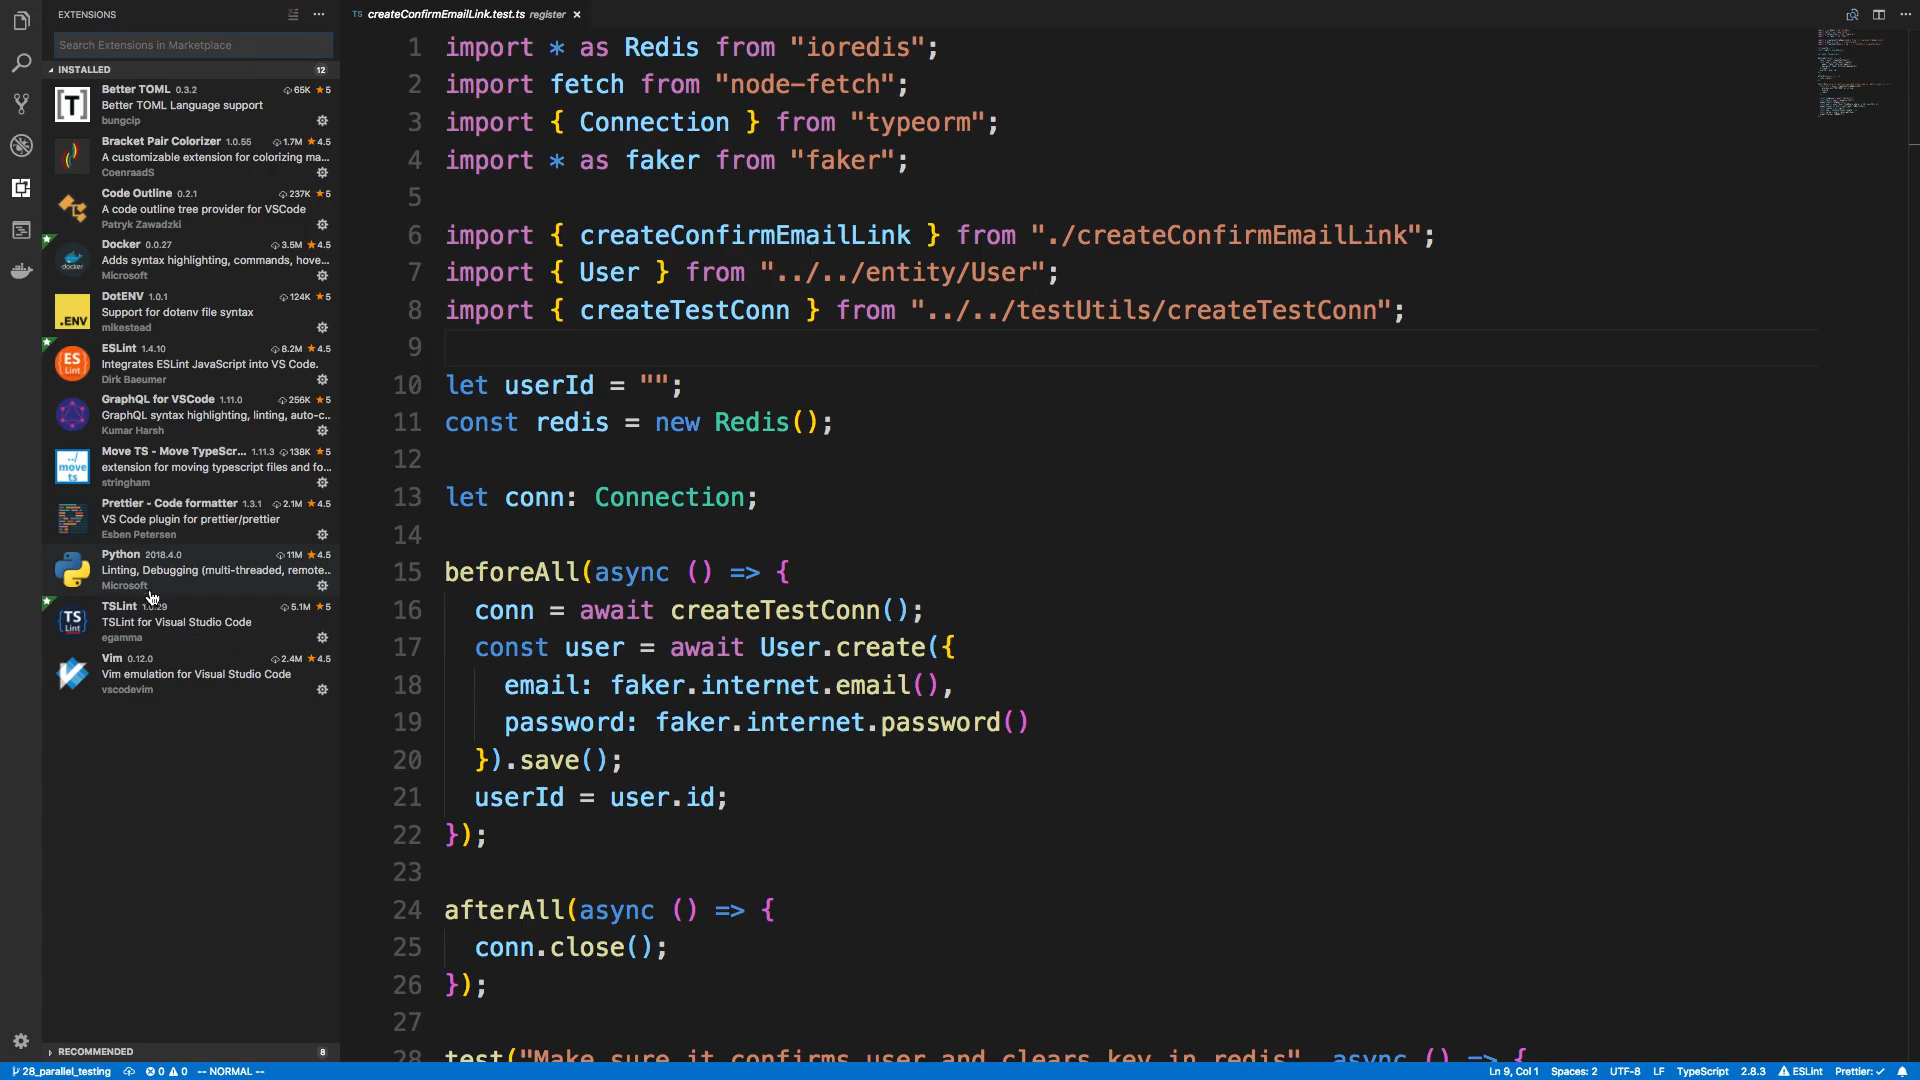 EXTENSIONS
Search Extensions in Marketplace
INSTALLED 12
Better TOML 0.3.2 65K ★5
Better TOML Language support
bungcip
Bracket Pair Colorizer 1.0.55 1.7M ★4.5
A customizable extension for colorizing ma...
CoenraadS
Code Outline 0.2.1 237K ★5
A code outline tree provider for VSCode
Patryk Zawadzki
docker
Docker 0.0.27 3.5M ★4.5
Adds syntax highlighting, commands, hove...
Microsoft
.ENV
DotENV 1.0.1 124K ★5
Support for dotenv file syntax
mikestead
ES Lint
ESLint 1.4.10 8.2M ★4.5
Integrates ESLint JavaScript into VS Code.
Dirk Baeumer
GraphQL for VSCode 1.11.0 256K ★5
GraphQL syntax highlighting, linting, auto-c...
Kumar Harsh
../ move ts
Move TS - Move TypeScr... 1.11.3 138K ★5
extension for moving typescript files and fo...
stringham
Prettier - Code formatter 1.3.1 2.1M ★4.5
VS Code plugin for prettier/prettier
Esben Petersen
Python 2018.4.0 11M ★4.5
Linting, Debugging (multi-threaded, remote...
Microsoft
TS Lint
TSLint 1.0.29 5.1M ★5
TSLint for Visual Studio Code
egamma
Vim 0.12.0 2.4M ★4.5
Vim emulation for Visual Studio Code
vscodevim
RECOMMENDED 8
TS createConfirmEmailLink.test.ts register ×
1 import * as Redis from "ioredis";
2 import fetch from "node-fetch";
3 import { Connection } from "typeorm";
4 import * as faker from "faker";
5
6 import { createConfirmEmailLink } from "./createConfirmEmailLink";
7 import { User } from "../../entity/User";
8 import { createTestConn } from "../../testUtils/createTestConn";
9
10 let userId = "";
11 const redis = new Redis();
12
13 let conn: Connection;
14
15 beforeAll(async () => {
16 conn = await createTestConn();
17 const user = await User.create({
18 email: faker.internet.email(),
19 password: faker.internet.password()
20 }).save();
21 userId = user.id;
22 });
23
24 afterAll(async () => {
25 conn.close();
26 });
27
28 test("Make sure it confirms user and clears key in redis", async () => {
28_parallel_testing 0 0 -- NORMAL -- Ln 9, Col 1 Spaces: 2 UTF-8 LF TypeScript 2.8.3 ESLint Prettier: ✓